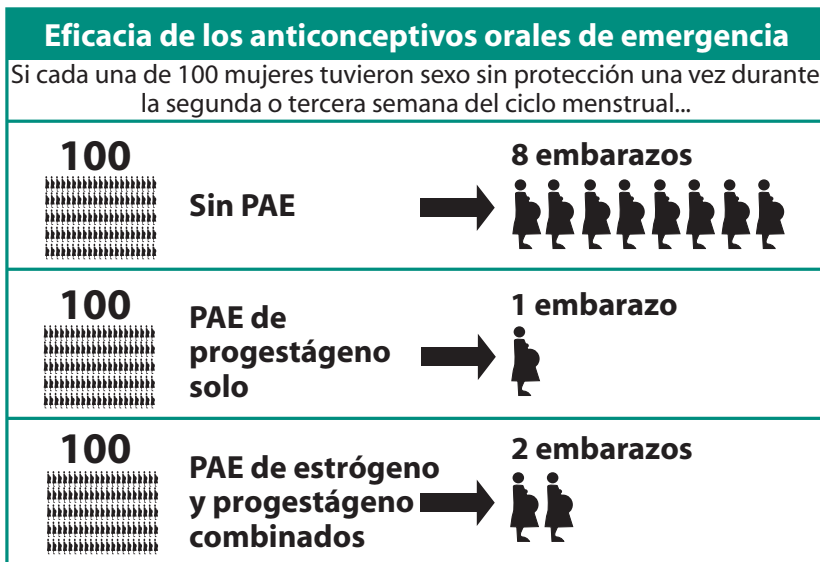 Eficacia de los anticonceptivos orales de emergencia
Si cada una de 100 mujeres tuvieron sexo sin protección una vez durante
la segunda o tercera semana del ciclo menstrual...
100
Sin PAE
8 embarazos
100
PAE de
progestágeno
solo
1 embarazo
100
PAE de estrógeno
y progestágeno
combinados
2 embarazos